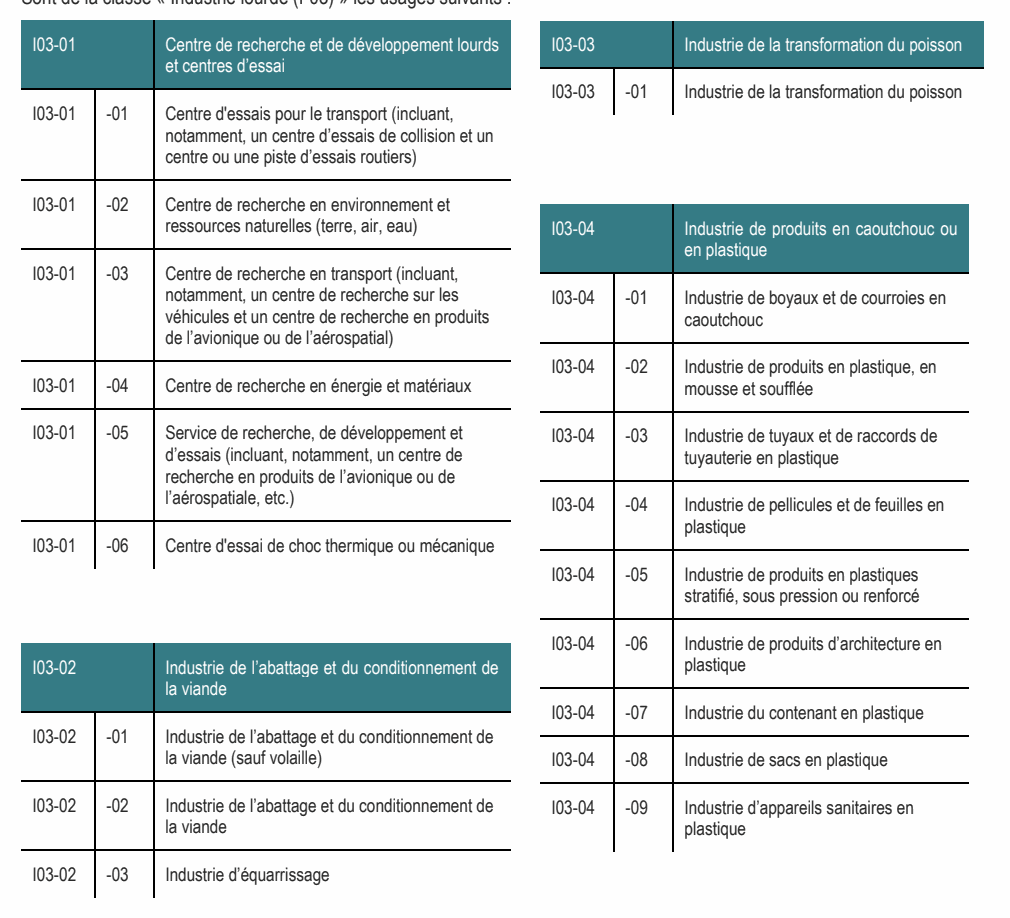 Sont de la classe « Industrie lourde (I-03) » les usages suivants :
I03-01 Centre de recherche et de développement lourds
et centres d’essai
I03-01 -01 Centre d'essais pour le transport (incluant,
notamment, un centre d’essais de collision et un
centre ou une piste d’essais routiers)
I03-01 -02 Centre de recherche en environnement et
ressources naturelles (terre, air, eau)
I03-01 -03 Centre de recherche en transport (incluant,
notamment, un centre de recherche sur les
véhicules et un centre de recherche en produits
de l’avionique ou de l’aérospatial)
I03-01 -04 Centre de recherche en énergie et matériaux
I03-01 -05 Service de recherche, de développement et
d’essais (incluant, notamment, un centre de
recherche en produits de l’avionique ou de
l’aérospatiale, etc.)
I03-01 -06 Centre d'essai de choc thermique ou mécanique
I03-02 Industrie de l’abattage et du conditionnement de
la viande
I03-02 -01 Industrie de l’abattage et du conditionnement de
la viande (sauf volaille)
I03-02 -02 Industrie de l’abattage et du conditionnement de
la viande
I03-02 -03 Industrie d’équarrissage
I03-03 Industrie de la transformation du poisson
I03-03 -01 Industrie de la transformation du poisson
I03-04 Industrie de produits en caoutchouc ou
en plastique
I03-04 -01 Industrie de boyaux et de courroies en
caoutchouc
I03-04 -02 Industrie de produits en plastique, en
mousse et soufflée
I03-04 -03 Industrie de tuyaux et de raccords de
tuyauterie en plastique
I03-04 -04 Industrie de pellicules et de feuilles en
plastique
I03-04 -05 Industrie de produits en plastiques
stratifié, sous pression ou renforcé
I03-04 -06 Industrie de produits d’architecture en
plastique
I03-04 -07 Industrie du contenant en plastique
I03-04 -08 Industrie de sacs en plastique
I03-04 -09 Industrie d’appareils sanitaires en
plastique